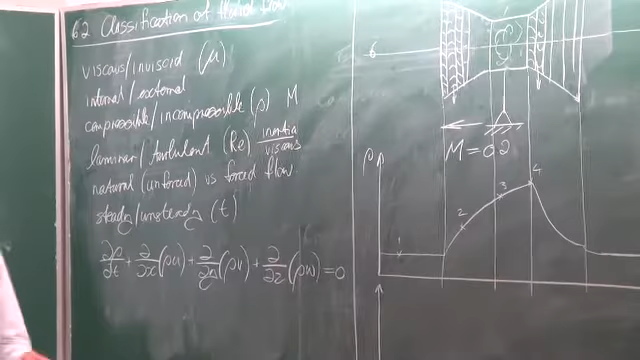 6.2 Classification of fluid flow
viscous/inviscid (μ)
internal/external
compressible/incompressible (ρ) M
laminar/turbulent (Re) inertia/viscous
natural (unforced) vs forced flow
steady/unsteady (t)
∂ρ/∂t + ∂/∂x(ρu) + ∂/∂y(ρv) + ∂/∂z(ρw) = 0
6
M = 0.2
ρ
1
2
3
4